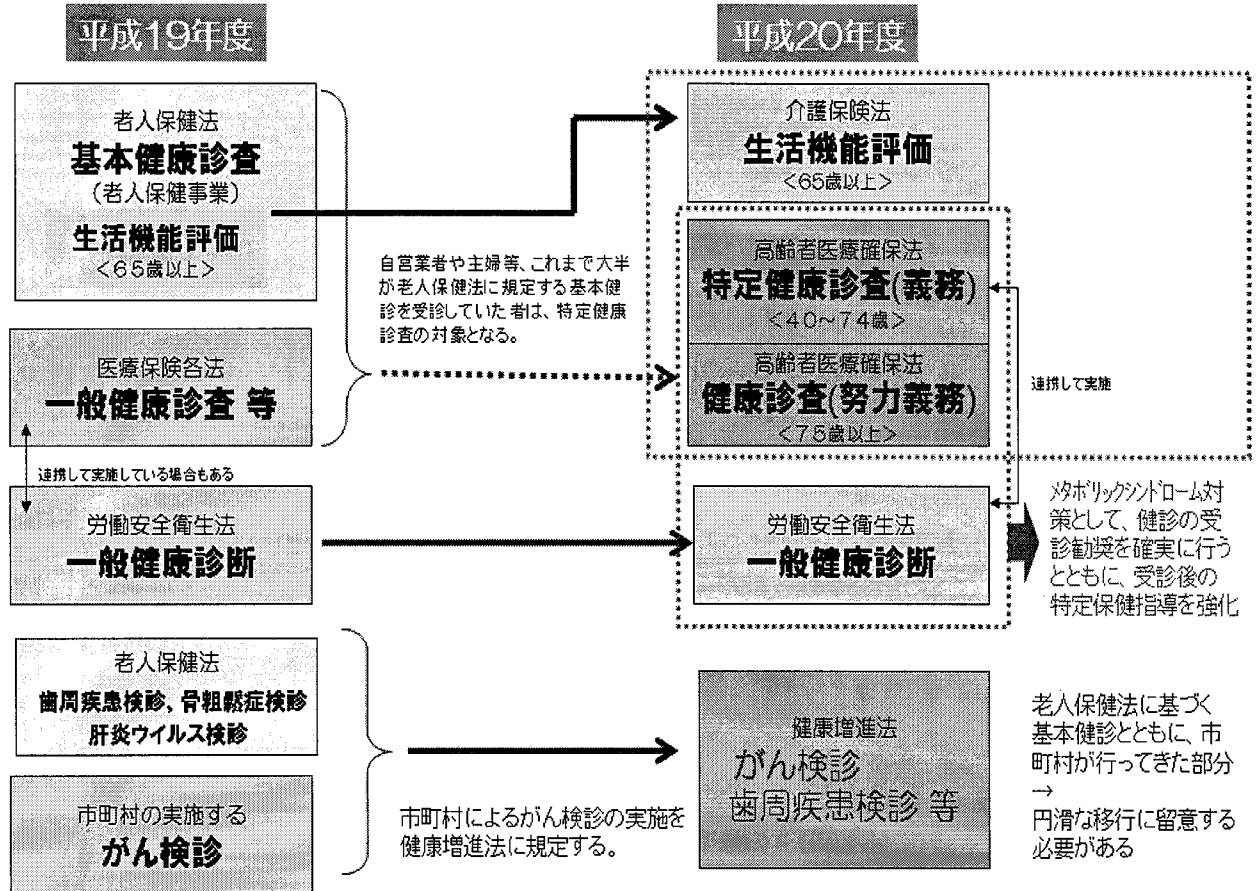 平成19年度
平成20年度
老人保健法
基本健康診査
(老人保健事業)
生活機能評価
<65歳以上>
医療保険各法
一般健康診査 等
連携して実施している場合もある
労働安全衛生法
一般健康診断
老人保健法
歯周疾患検診、骨粗鬆症検診
肝炎ウイルス検診
市町村の実施する
がん検診
自営業者や主婦等、これまで大半
が老人保健法に規定する基本健
診を受診していた者は、特定健康
診査の対象となる。
市町村によるがん検診の実施を
健康増進法に規定する。
介護保険法
生活機能評価
<65歳以上>
高齢者医療確保法
特定健康診査(義務)
<40～74歳>
高齢者医療確保法
健康診査(努力義務)
<75歳以上>
連携して実施
労働安全衛生法
一般健康診断
メタボリックシンドローム対
策として、健診の受
診勧奨を確実に行う
とともに、受診後の
特定保健指導を強化
健康増進法
がん検診
歯周疾患検診 等
老人保健法に基づく
基本健診とともに、市
町村が行ってきた部分
→
円滑な移行に留意する
必要がある